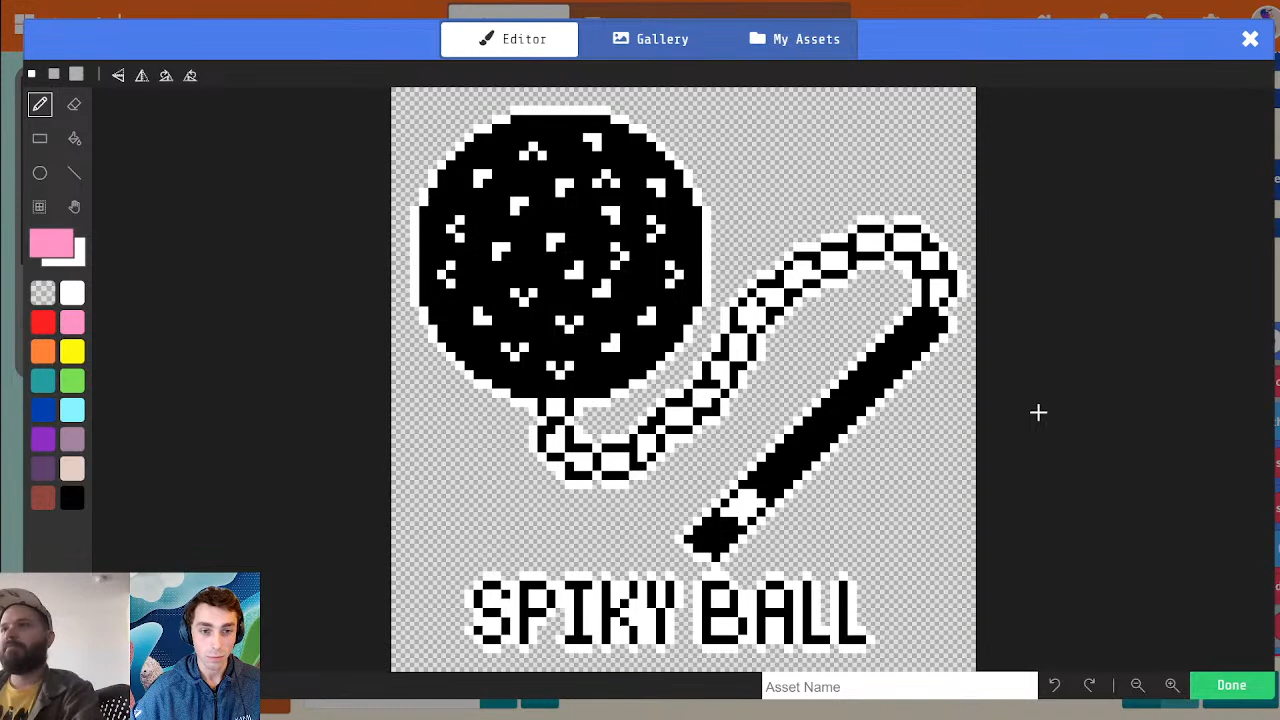 Editor
Gallery
My Assets
SPIKY BALL
Asset Name
Done